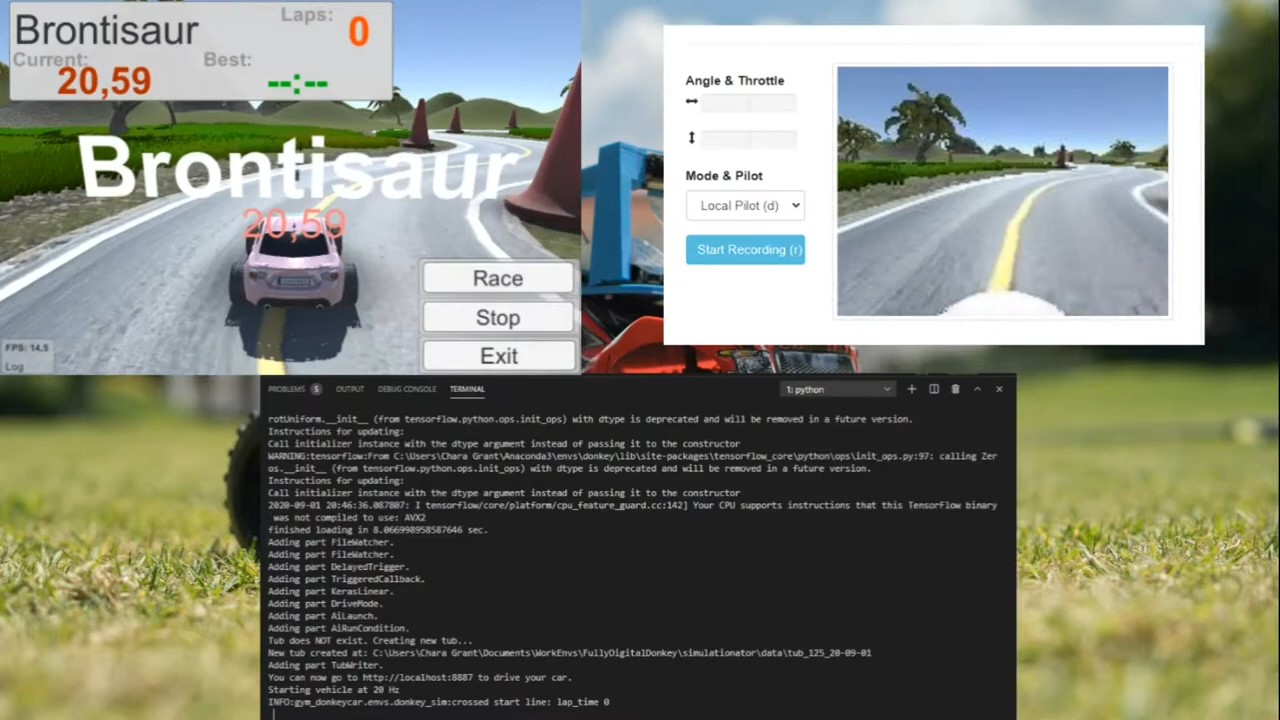 Brontisaur
Laps:
0
Current:
20,59
Best:
--:--
Brontisaur
20,59
Race
Stop
Exit
FPS: 14,5
Log
Angle & Throttle
Mode & Pilot
Local Pilot (d)
Start Recording (r)
PROBLEMS 5 OUTPUT DEBUG CONSOLE TERMINAL 1: python
rotUniform.__init__ (from tensorflow.python.ops.init_ops) with dtype is deprecated and will be removed in a future version.
Instructions for updating:
Call initializer instance with the dtype argument instead of passing it to the constructor
WARNING:tensorflow:From C:\Users\Chara Grant\Anaconda3\envs\donkey\lib\site-packages\tensorflow_core\python\ops\init_ops.py:97: calling Zer
os.__init__ (from tensorflow.python.ops.init_ops) with dtype is deprecated and will be removed in a future version.
Instructions for updating:
Call initializer instance with the dtype argument instead of passing it to the constructor
2020-09-01 20:46:36.087807: I tensorflow/core/platform/cpu_feature_guard.cc:142] Your CPU supports instructions that this TensorFlow binary
was not compiled to use: AVX2
finished loading in 8.066998958587646 sec.
Adding part FileWatcher.
Adding part FileWatcher.
Adding part DelayedTrigger.
Adding part TriggeredCallback.
Adding part KerasLinear.
Adding part DriveMode.
Adding part AiLaunch.
Adding part AiRunCondition.
Tub does NOT exist. Creating new tub...
New tub created at: C:\Users\Chara Grant\Documents\WorkEnvs\FullyDigitalDonkey\simulationator\data\tub_125_20-09-01
Adding part TubWriter.
You can now go to http://localhost:8887 to drive your car.
Starting vehicle at 20 Hz
INFO:gym_donkeycar.envs.donkey_sim:crossed start line: lap_time 0